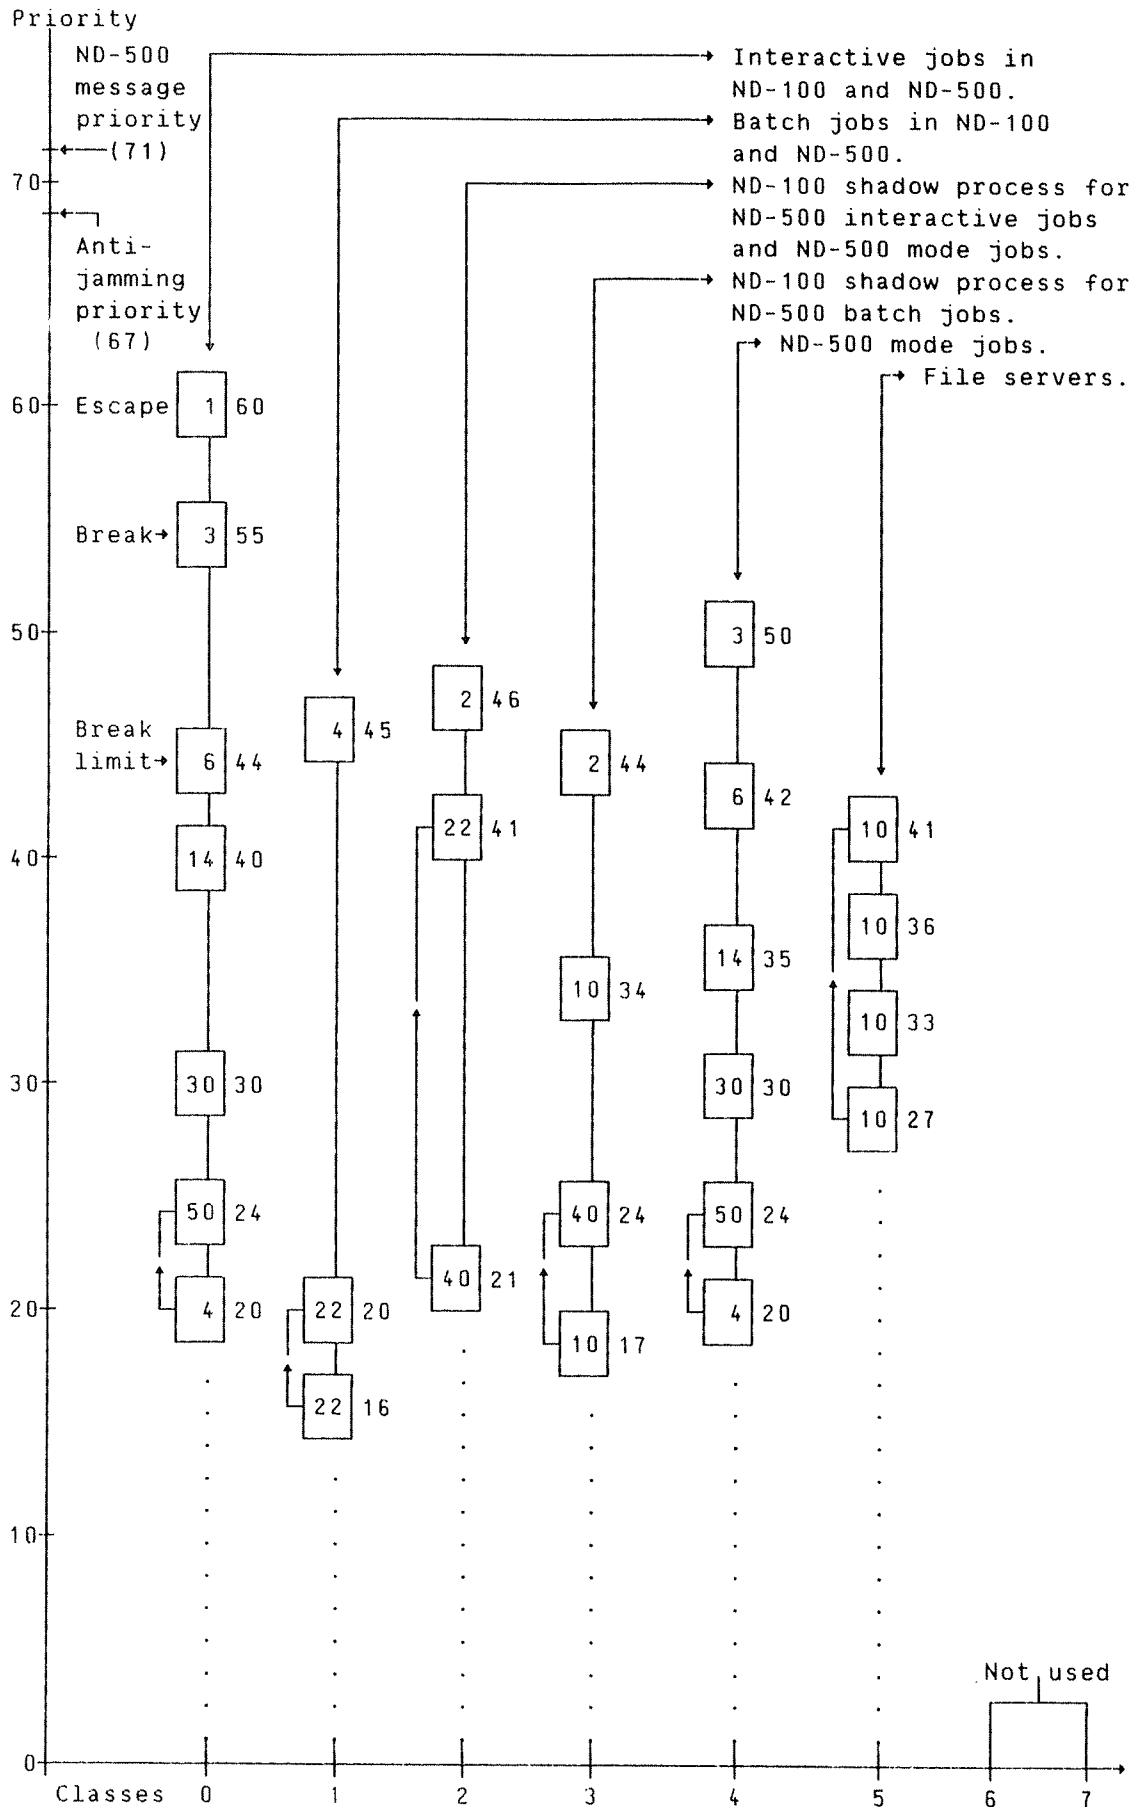 Priority
ND-500
message
priority
(71)
Interactive jobs in
ND-100 and ND-500.
Batch jobs in ND-100
and ND-500.
70
ND-100 shadow process for
ND-500 interactive jobs
and ND-500 mode jobs.
Anti-
jamming
priority
(67)
ND-100 shadow process for
ND-500 batch jobs.
ND-500 mode jobs.
File servers.
60 Escape 1 60
Break 3 55
50 3 50
2 46
4 45
Break
limit 6 44
2 44
6 42
22 41
10 41
40 14 40
10 36
14 35
10 34
10 33
30 30 30
30 30
10 27
50 24
40 24
50 24
40 21
20 4 20
22 20
4 20
10 17
22 16
10
Not used
0
Classes 0 1 2 3 4 5 6 7